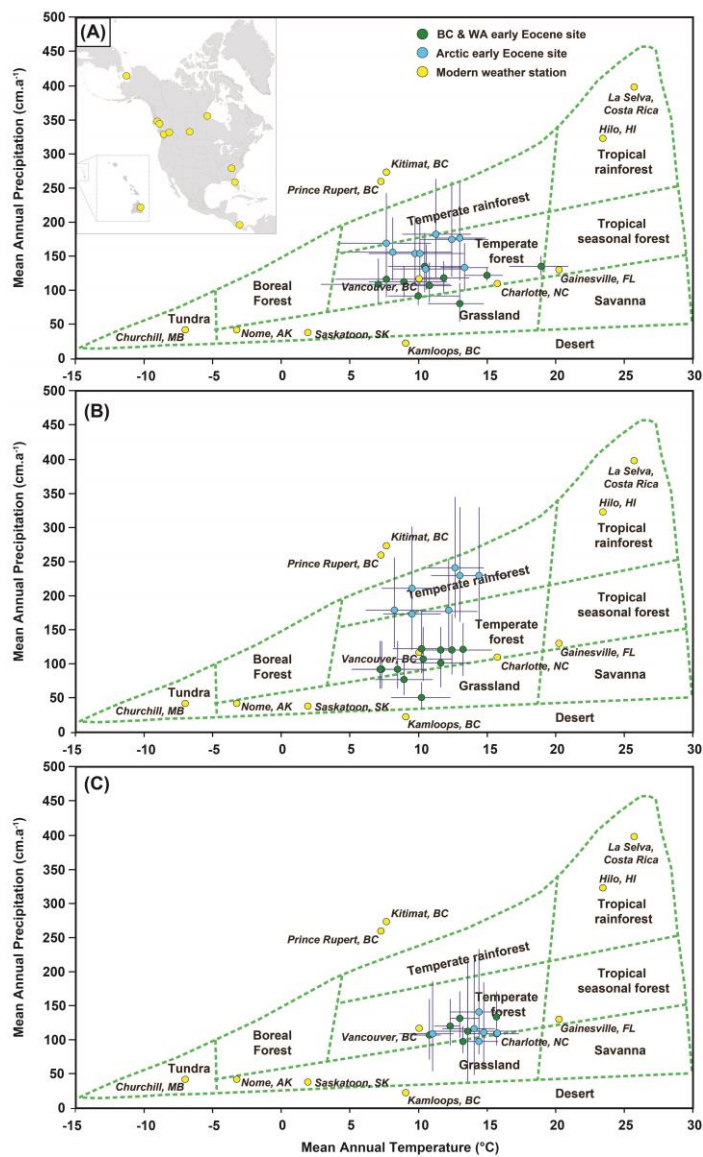 (A)
BC & WA early Eocene site
Arctic early Eocene site
Modern weather station
Mean Annual Precipitation (cm.a⁻¹)
500
450
400
350
300
250
200
150
100
50
0
La Selva,
Costa Rica
Hilo, HI
Tropical
rainforest
Kitimat, BC
Prince Rupert, BC
Temperate rainforest
Tropical
seasonal forest
Temperate
forest
Boreal
Forest
Vancouver, BC
Gainesville, FL
Charlotte, NC
Savanna
Grassland
Tundra
Churchill, MB
Nome, AK
Saskatoon, SK
Kamloops, BC
Desert
-15 -10 -5 0 5 10 15 20 25 30
(B)
Mean Annual Precipitation (cm.a⁻¹)
500
450
400
350
300
250
200
150
100
50
0
La Selva,
Costa Rica
Hilo, HI
Tropical
rainforest
Kitimat, BC
Prince Rupert, BC
Temperate rainforest
Tropical
seasonal forest
Temperate
forest
Boreal
Forest
Vancouver, BC
Gainesville, FL
Charlotte, NC
Savanna
Grassland
Tundra
Churchill, MB
Nome, AK
Saskatoon, SK
Kamloops, BC
Desert
-15 -10 -5 0 5 10 15 20 25 30
(C)
Mean Annual Precipitation (cm.a⁻¹)
500
450
400
350
300
250
200
150
100
50
0
La Selva,
Costa Rica
Hilo, HI
Tropical
rainforest
Kitimat, BC
Prince Rupert, BC
Temperate rainforest
Tropical
seasonal forest
Temperate
forest
Boreal
Forest
Vancouver, BC
Gainesville, FL
Charlotte, NC
Savanna
Grassland
Tundra
Churchill, MB
Nome, AK
Saskatoon, SK
Kamloops, BC
Desert
-15 -10 -5 0 5 10 15 20 25 30
Mean Annual Temperature (°C)